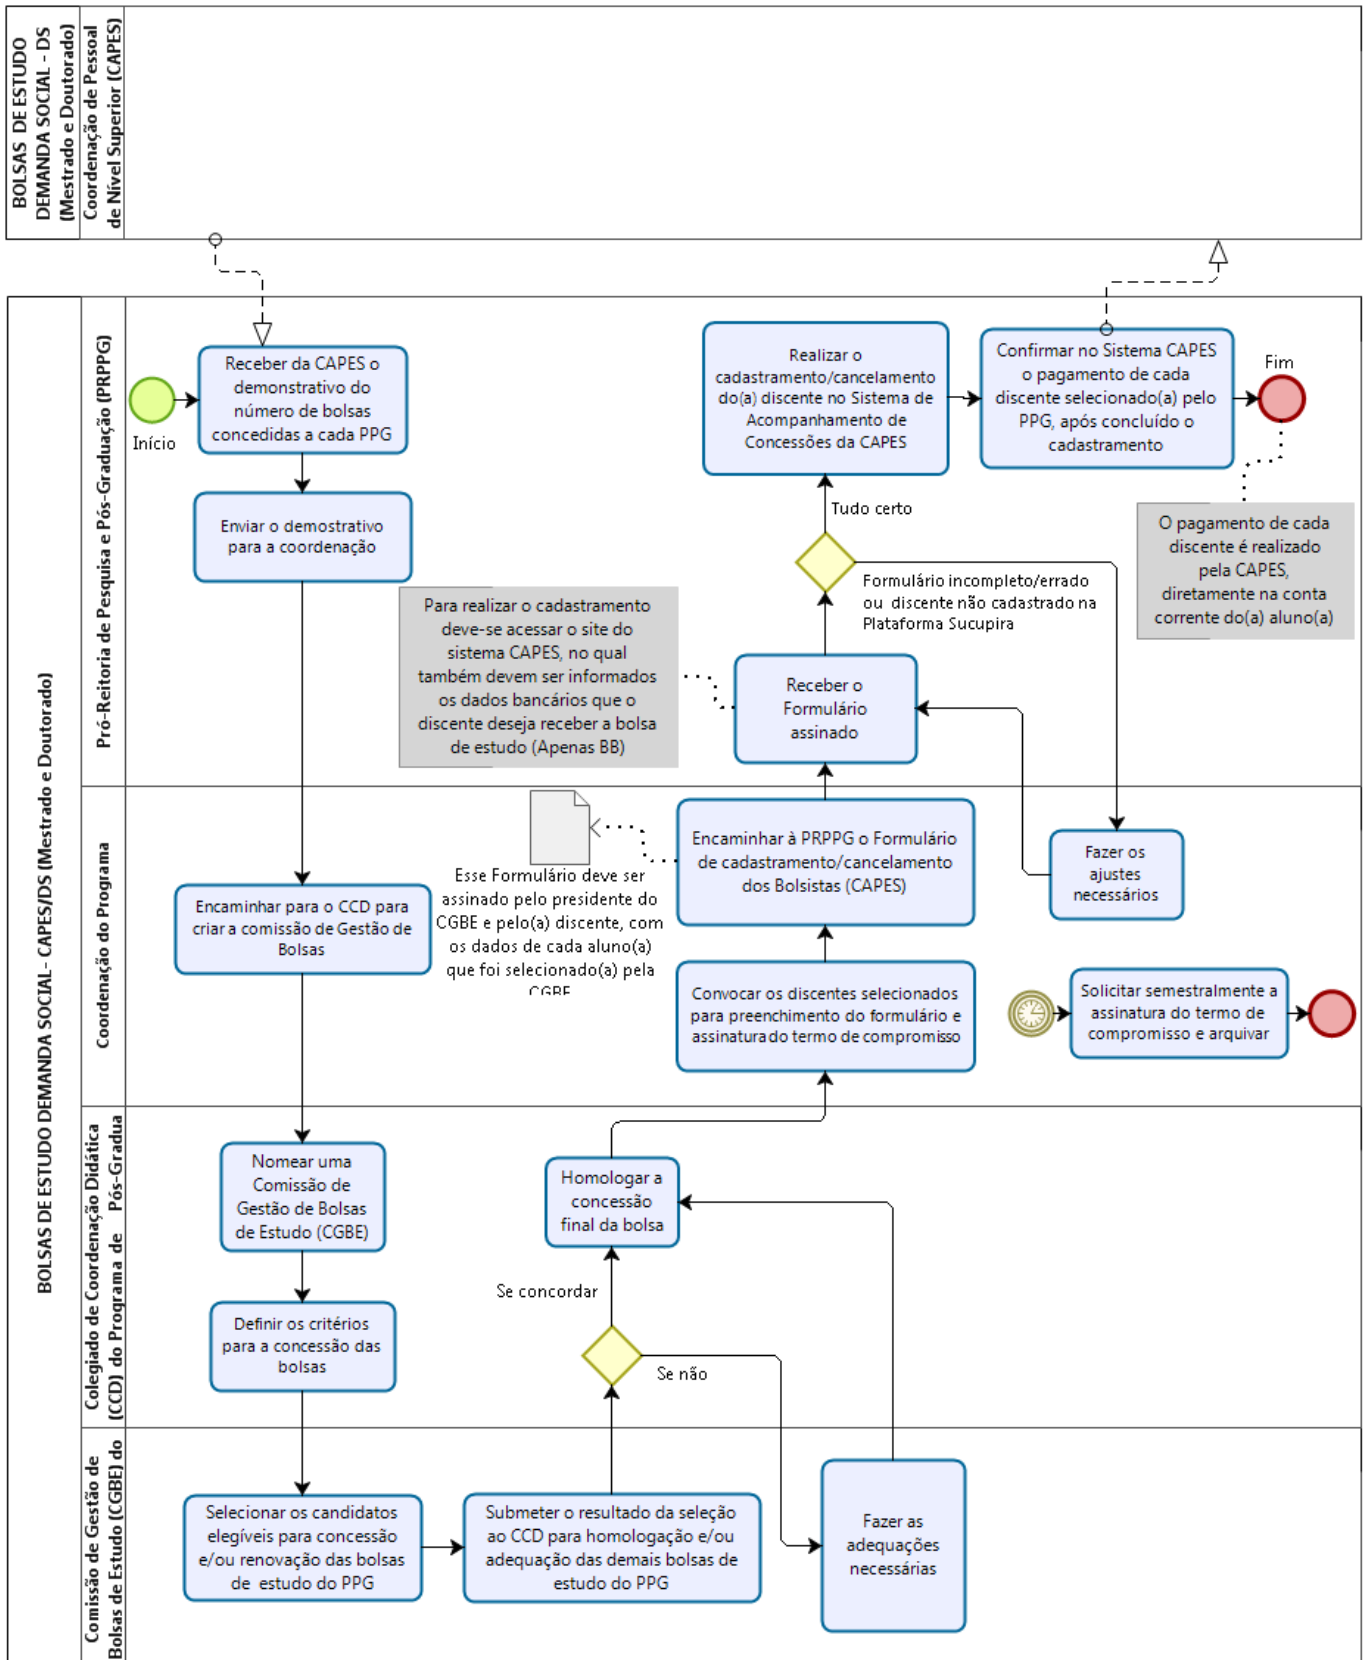 BOLSAS DE ESTUDO
DEMANDA SOCIAL - DS
(Mestrado e Doutorado)
Coordenação de Pessoal
de Nível Superior (CAPES)
BOLSAS DE ESTUDO DEMANDA SOCIAL- CAPES/DS (Mestrado e Doutorado)
Pró-Reitoria de Pesquisa e Pós-Graduação (PRPPG)
Início
Receber da CAPES o
demonstrativo do
número de bolsas
concedidas a cada PPG
Enviar o demostrativo
para a coordenação
Realizar o
cadastramento/cancelamento
do(a) discente no Sistema de
Acompanhamento de
Concessões da CAPES
Confirmar no Sistema CAPES
o pagamento de cada
discente selecionado(a) pelo
PPG, após concluído o
cadastramento
Fim
Tudo certo
O pagamento de cada
discente é realizado
pela CAPES,
diretamente na conta
corrente do(a) aluno(a)
Formulário incompleto/errado
ou discente não cadastrado na
Plataforma Sucupira
Para realizar o cadastramento
deve-se acessar o site do
sistema CAPES, no qual
também devem ser informados
os dados bancários que o
discente deseja receber a bolsa
de estudo (Apenas BB)
Receber o
Formulário
assinado
Coordenação do Programa
Encaminhar para o CCD para
criar a comissão de Gestão de
Bolsas
Esse Formulário deve ser
assinado pelo presidente do
CGBE e pelo(a) discente, com
os dados de cada aluno(a)
que foi selecionado(a) pela
CGBE
Encaminhar à PRPPG o Formulário
de cadastramento/cancelamento
dos Bolsistas (CAPES)
Fazer os
ajustes
necessários
Convocar os discentes selecionados
para preenchimento do formulário e
assinatura do termo de compromisso
Solicitar semestralmente a
assinatura do termo de
compromisso e arquivar
Colegiado de Coordenação Didática
(CCD) do Programa de Pós-Gradua
Nomear uma
Comissão de
Gestão de Bolsas
de Estudo (CGBE)
Homologar a
concessão
final da bolsa
Se concordar
Definir os critérios
para a concessão das
bolsas
Se não
Comissão de Gestão de
Bolsas de Estudo (CGBE) do
Selecionar os candidatos
elegíveis para concessão
e/ou renovação das bolsas
de estudo do PPG
Submeter o resultado da seleção
ao CCD para homologação e/ou
adequação das demais bolsas de
estudo do PPG
Fazer as
adequações
necessárias